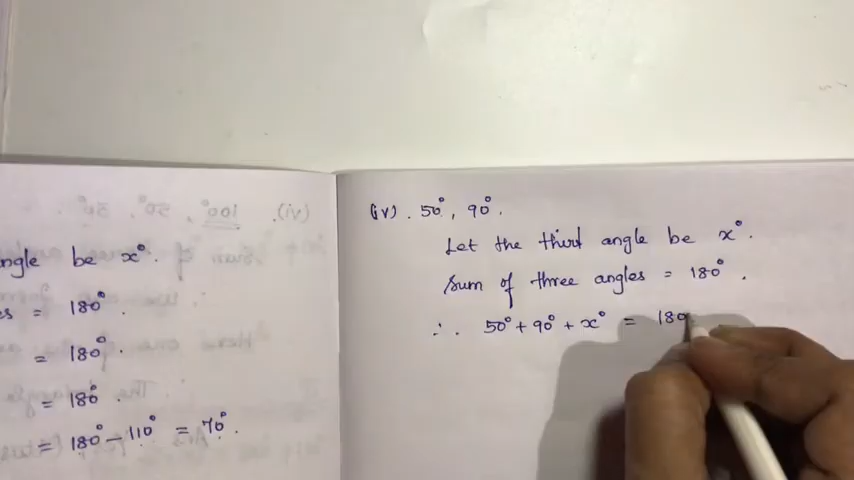 ngle be x°.
es = 180°.
= 180°.
= 180°.
= 180° - 110° = 70°.
(iv). 50°, 90°.
Let the third angle be x°.
Sum of three angles = 180°.
∴. 50° + 90° + x° = 180